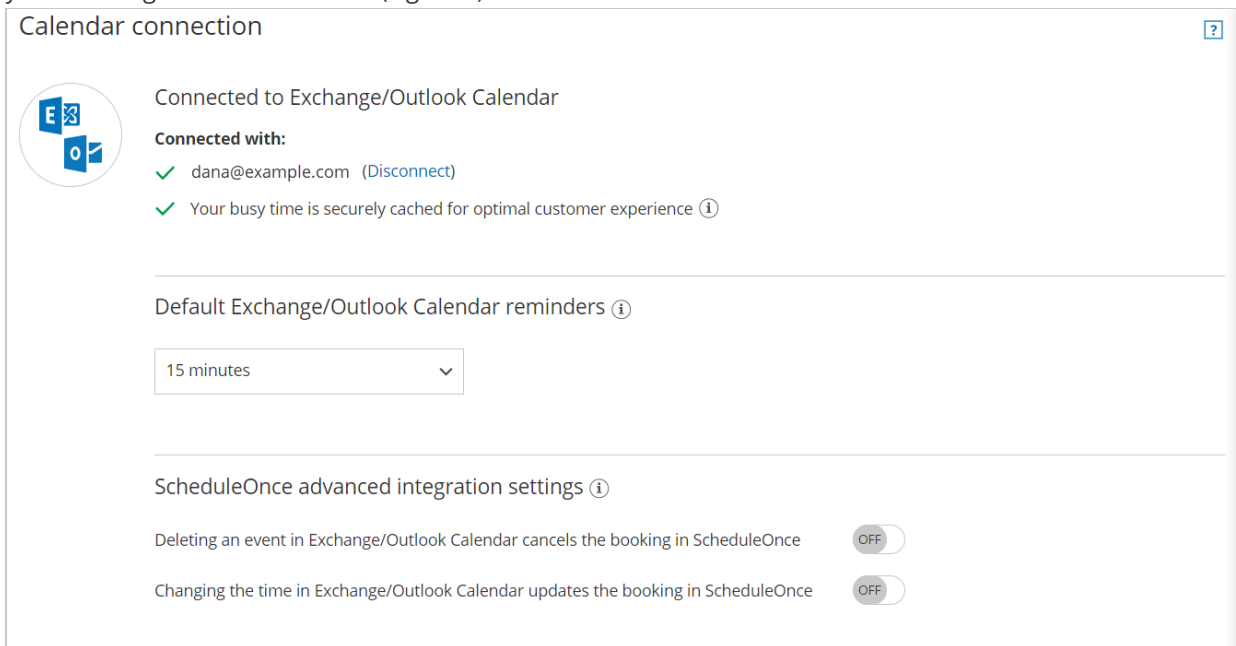 Calendar connection
?
E
O
Connected to Exchange/Outlook Calendar
Connected with:
dana@example.com (Disconnect)
Your busy time is securely cached for optimal customer experience i
Default Exchange/Outlook Calendar reminders i
15 minutes
ScheduleOnce advanced integration settings i
Deleting an event in Exchange/Outlook Calendar cancels the booking in ScheduleOnce OFF
Changing the time in Exchange/Outlook Calendar updates the booking in ScheduleOnce OFF